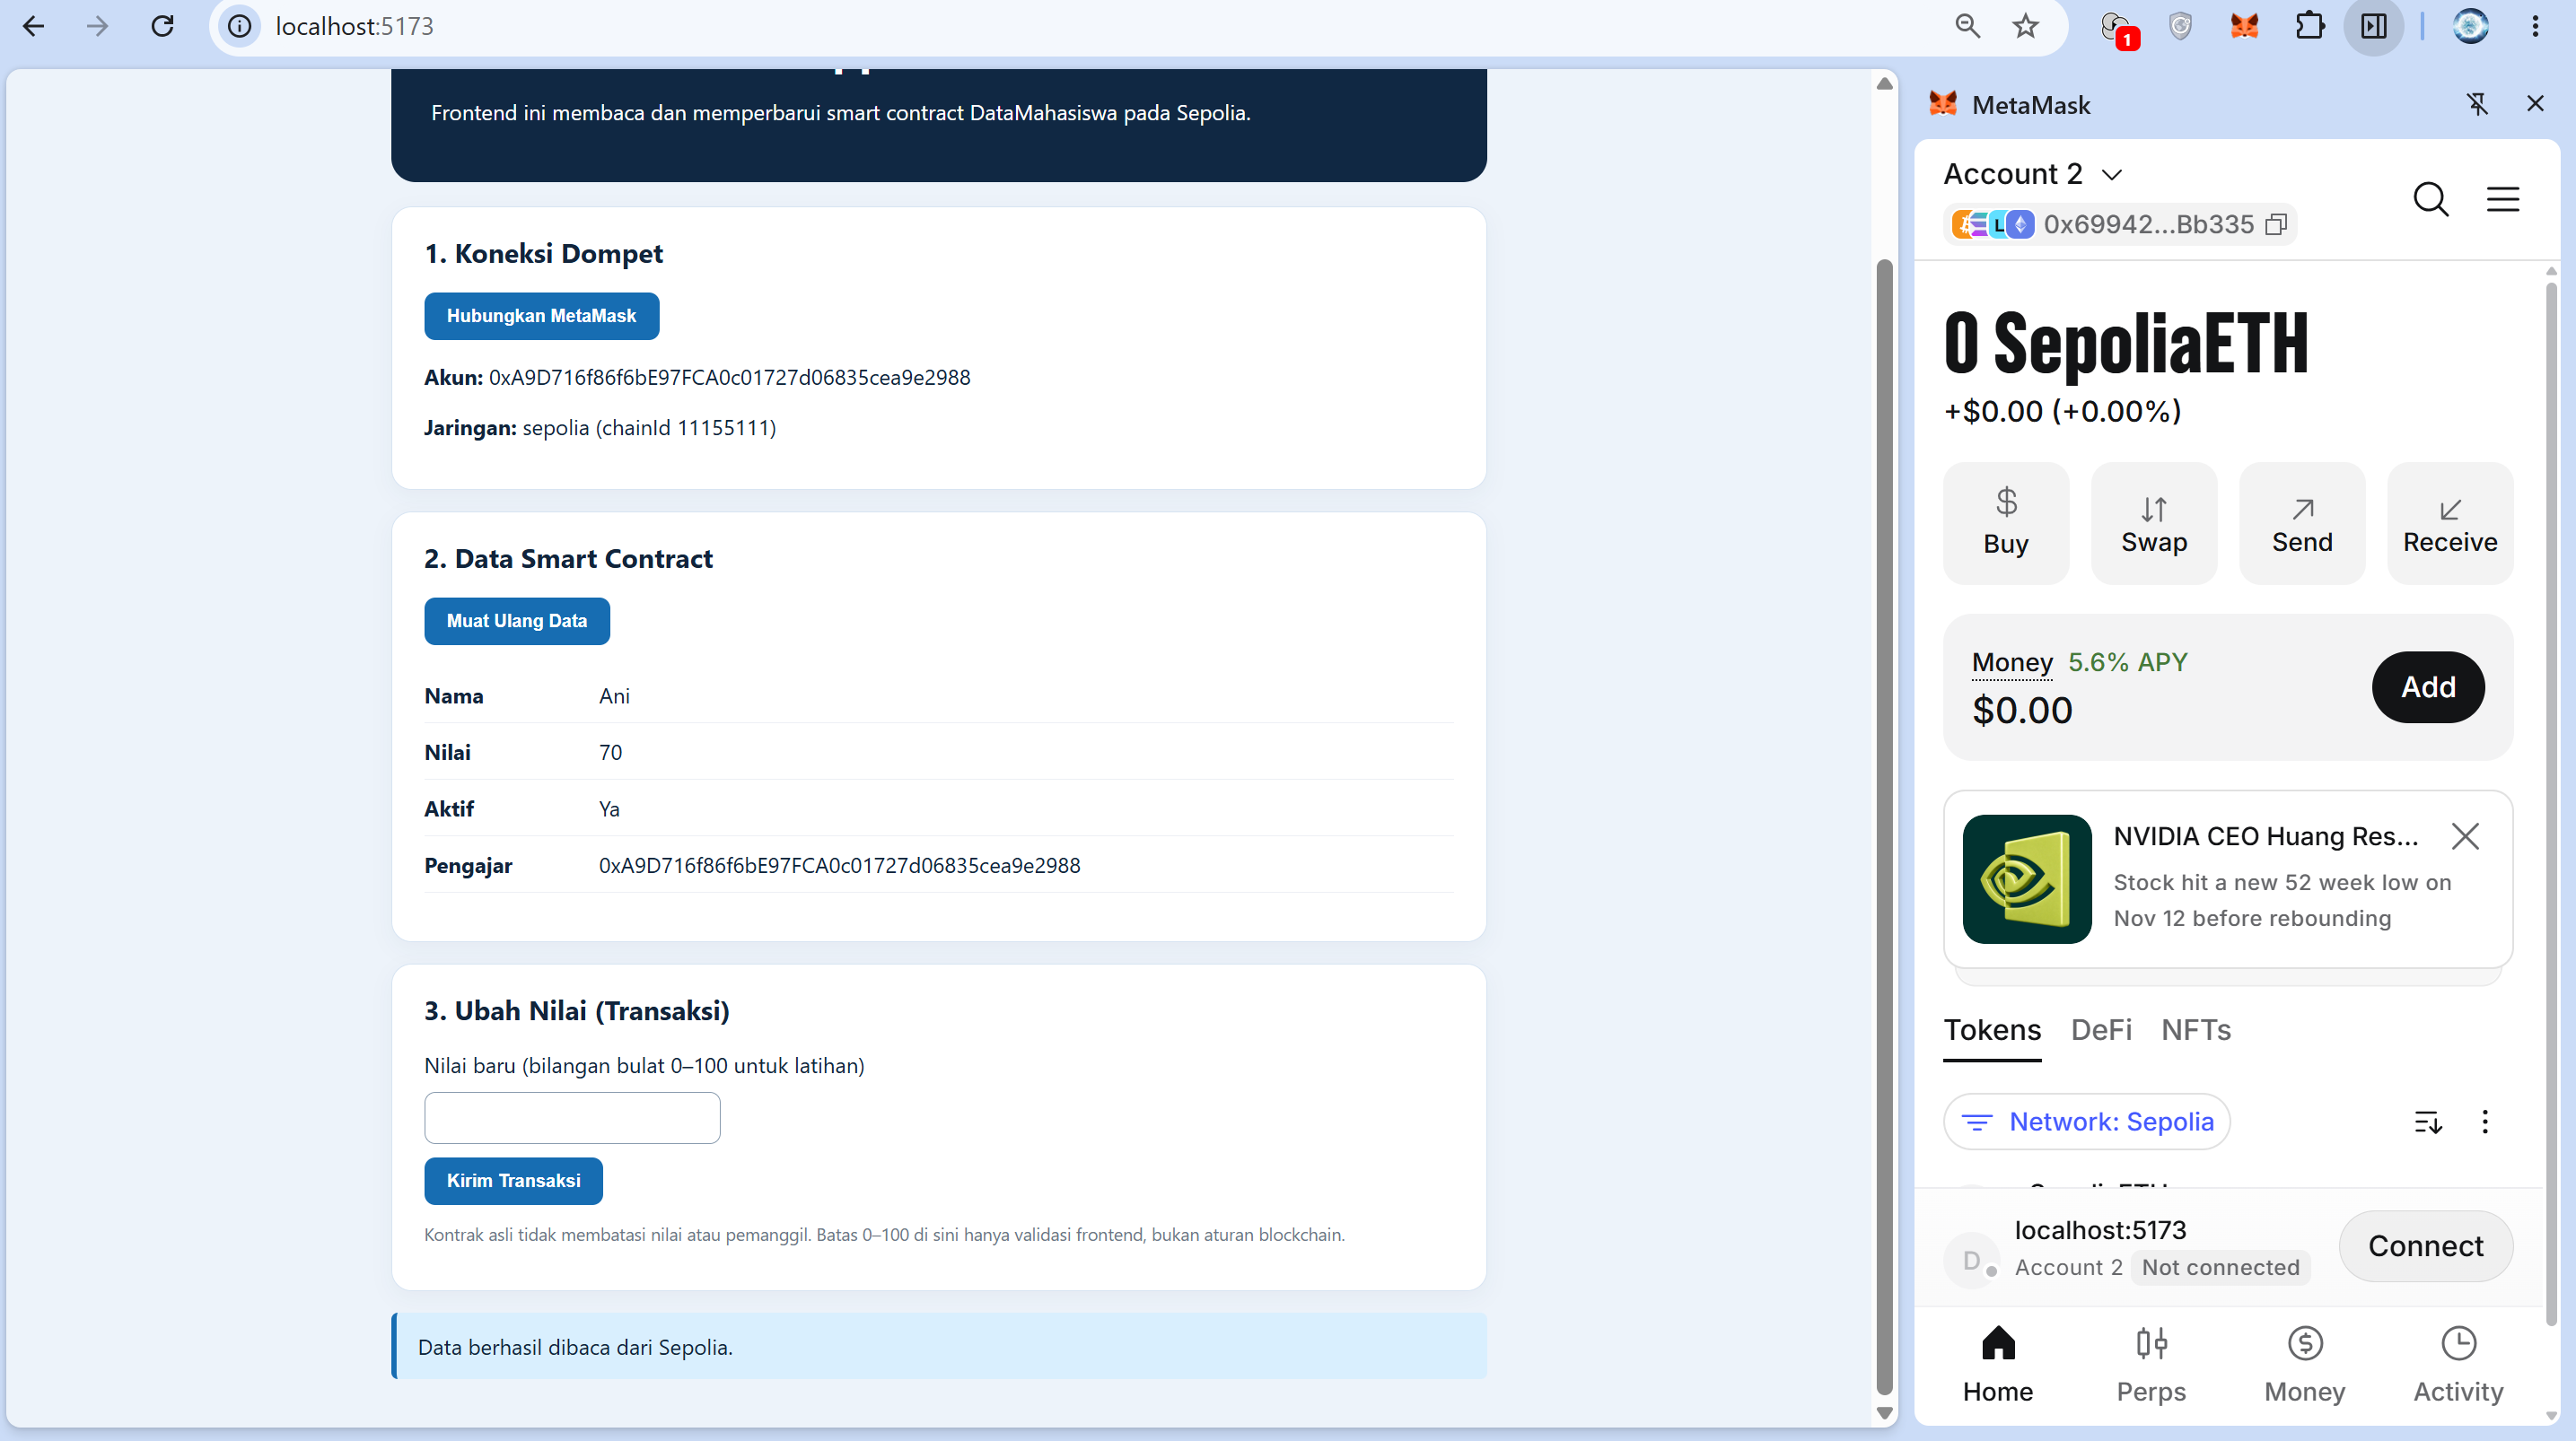 localhost:5173
1
Frontend ini membaca dan memperbarui smart contract DataMahasiswa pada Sepolia.
1. Koneksi Dompet
Hubungkan MetaMask
Akun: 0xA9D716f86f6bE97FCA0c01727d06835cea9e2988
Jaringan: sepolia (chainId 11155111)
2. Data Smart Contract
Muat Ulang Data
Nama Ani
Nilai 70
Aktif Ya
Pengajar 0xA9D716f86f6bE97FCA0c01727d06835cea9e2988
3. Ubah Nilai (Transaksi)
Nilai baru (bilangan bulat 0–100 untuk latihan)
Kirim Transaksi
Kontrak asli tidak membatasi nilai atau pemanggil. Batas 0–100 di sini hanya validasi frontend, bukan aturan blockchain.
Data berhasil dibaca dari Sepolia.
MetaMask
Account 2
0x69942...Bb335
0 SepoliaETH
+$0.00 (+0.00%)
Buy Swap Send Receive
Money 5.6% APY
$0.00
Add
NVIDIA CEO Huang Res...
Stock hit a new 52 week low on
Nov 12 before rebounding
Tokens DeFi NFTs
Network: Sepolia
D
localhost:5173
Account 2 Not connected
Connect
Home Perps Money Activity